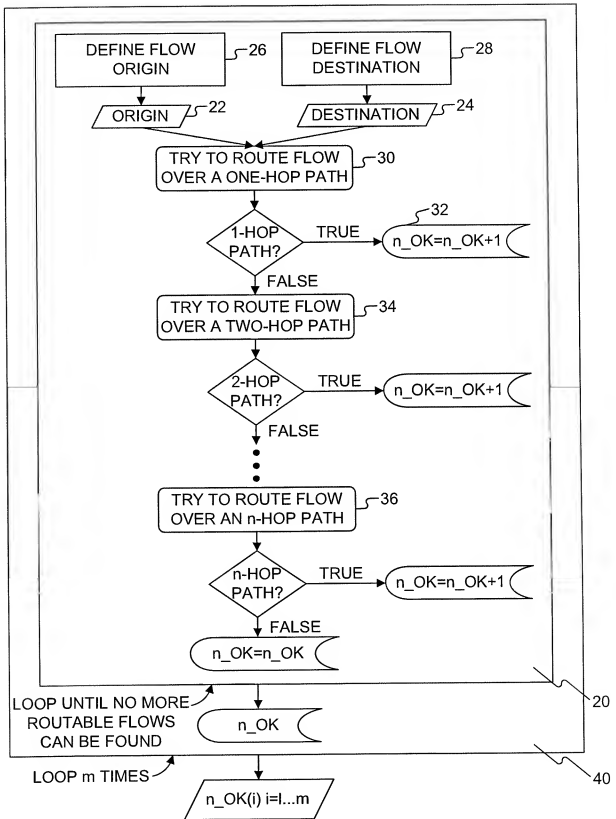 DEFINE FLOW
ORIGIN
26
DEFINE FLOW
DESTINATION
28
ORIGIN
22
DESTINATION
24
TRY TO ROUTE FLOW
OVER A ONE-HOP PATH
30
1-HOP
PATH?
TRUE
32
n_OK=n_OK+1
FALSE
TRY TO ROUTE FLOW
OVER A TWO-HOP PATH
34
2-HOP
PATH?
TRUE
n_OK=n_OK+1
FALSE
TRY TO ROUTE FLOW
OVER AN n-HOP PATH
36
n-HOP
PATH?
TRUE
n_OK=n_OK+1
FALSE
n_OK=n_OK
20
LOOP UNTIL NO MORE
ROUTABLE FLOWS
CAN BE FOUND
n_OK
40
LOOP m TIMES
n_OK(i) i=l...m